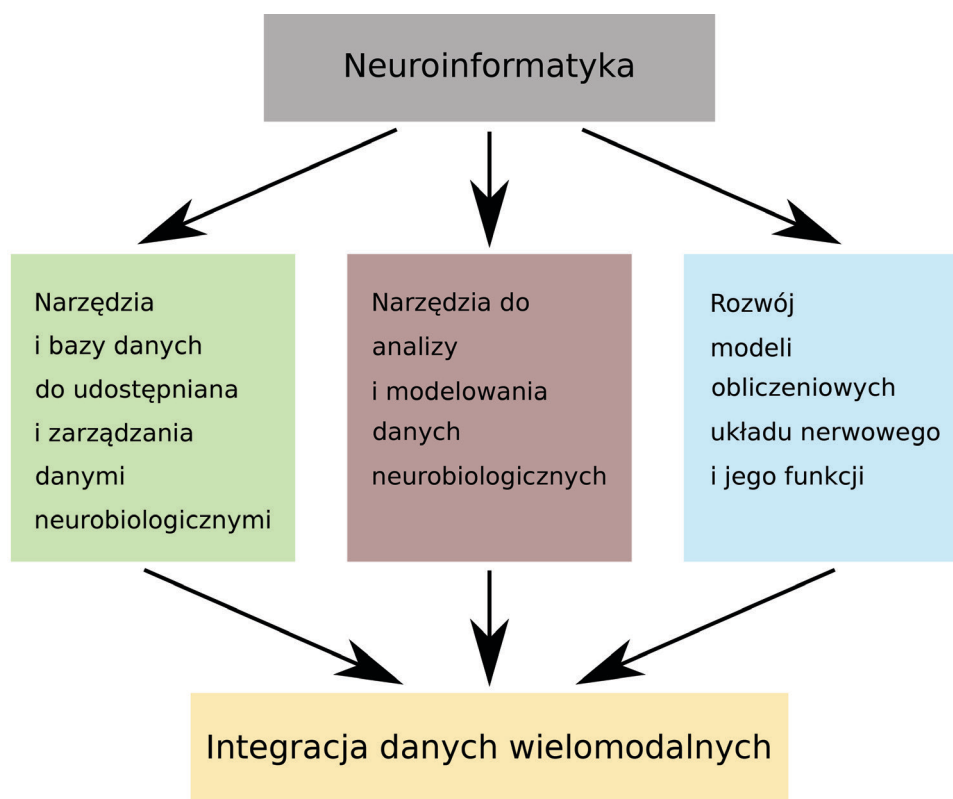 Neuroinformatyka
Narzędzia
i bazy danych
do udostępniana
i zarządzania
danymi
neurobiologicznymi
Narzędzia do
analizy
i modelowania
danych
neurobiologicznych
Rozwój
modeli
obliczeniowych
układu nerwowego
i jego funkcji
Integracja danych wielomodalnych